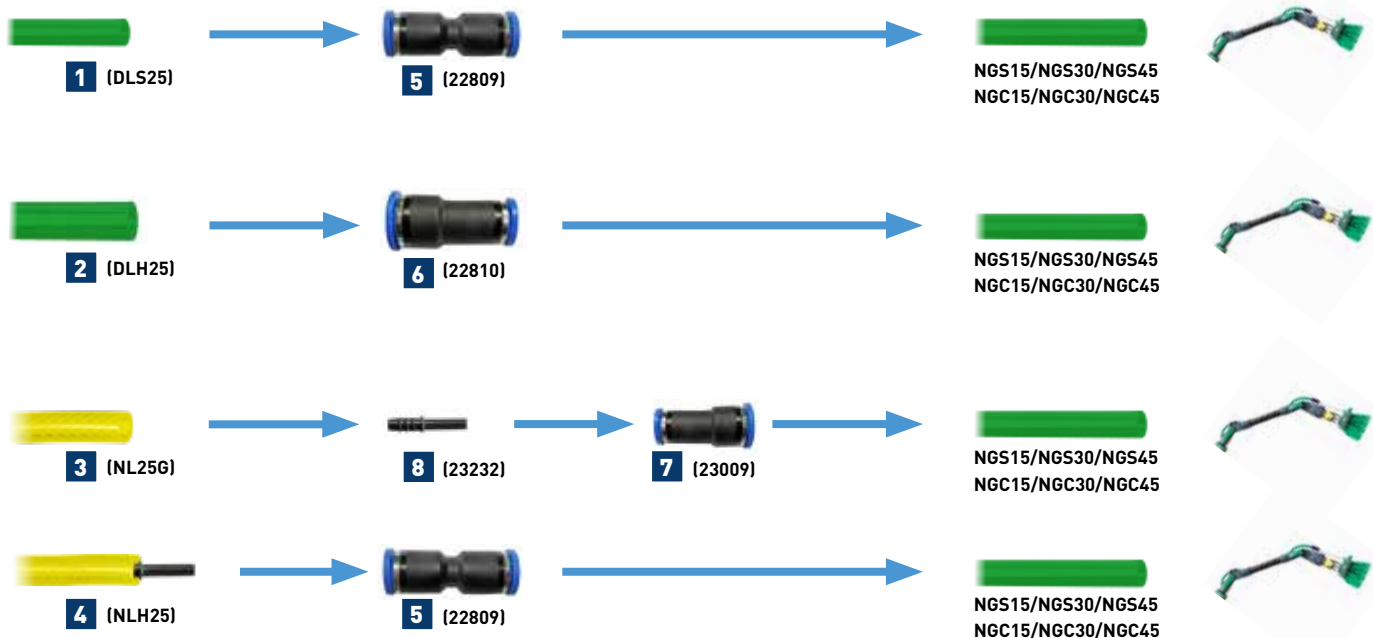 1 (DLS25)
5 (22809)
NGS15/NGS30/NGS45
NGC15/NGC30/NGC45
2 (DLH25)
6 (22810)
NGS15/NGS30/NGS45
NGC15/NGC30/NGC45
3 (NL25G)
8 (23232)
7 (23009)
NGS15/NGS30/NGS45
NGC15/NGC30/NGC45
4 (NLH25)
5 (22809)
NGS15/NGS30/NGS45
NGC15/NGC30/NGC45